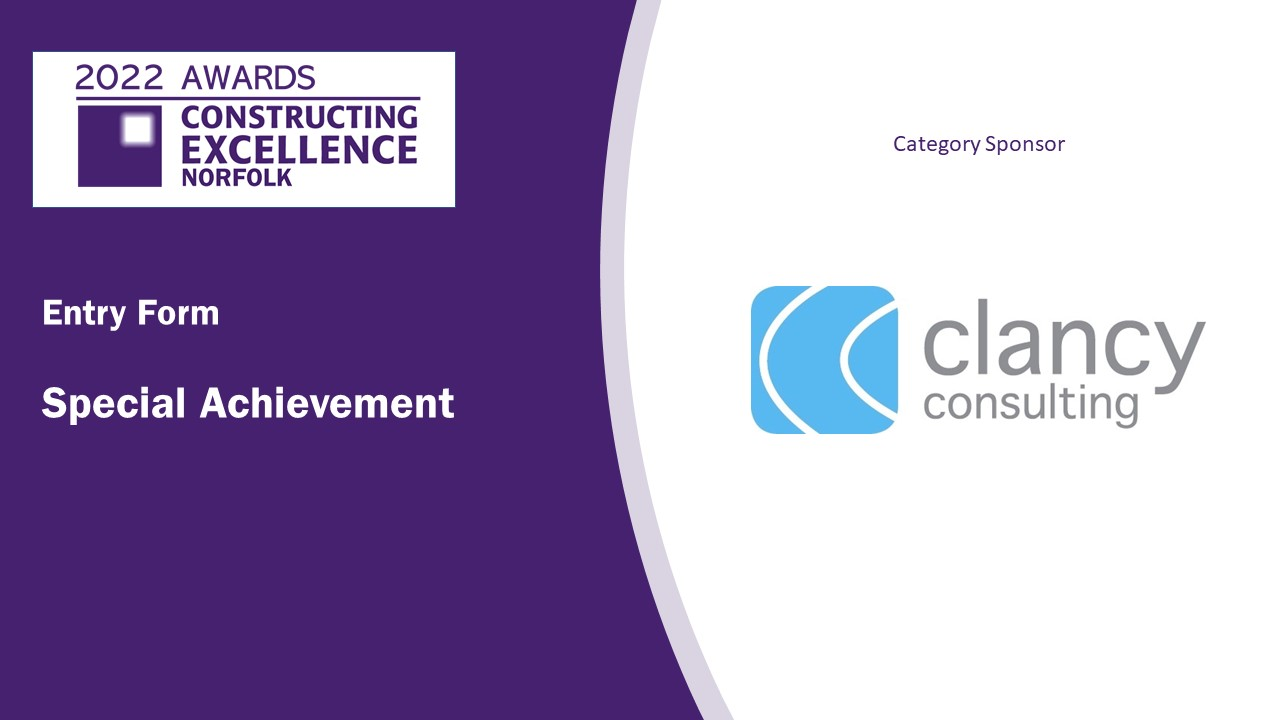 2022 AWARDS
CONSTRUCTING
EXCELLENCE
NORFOLK
Entry Form
Special Achievement
Category Sponsor
clancy
consulting